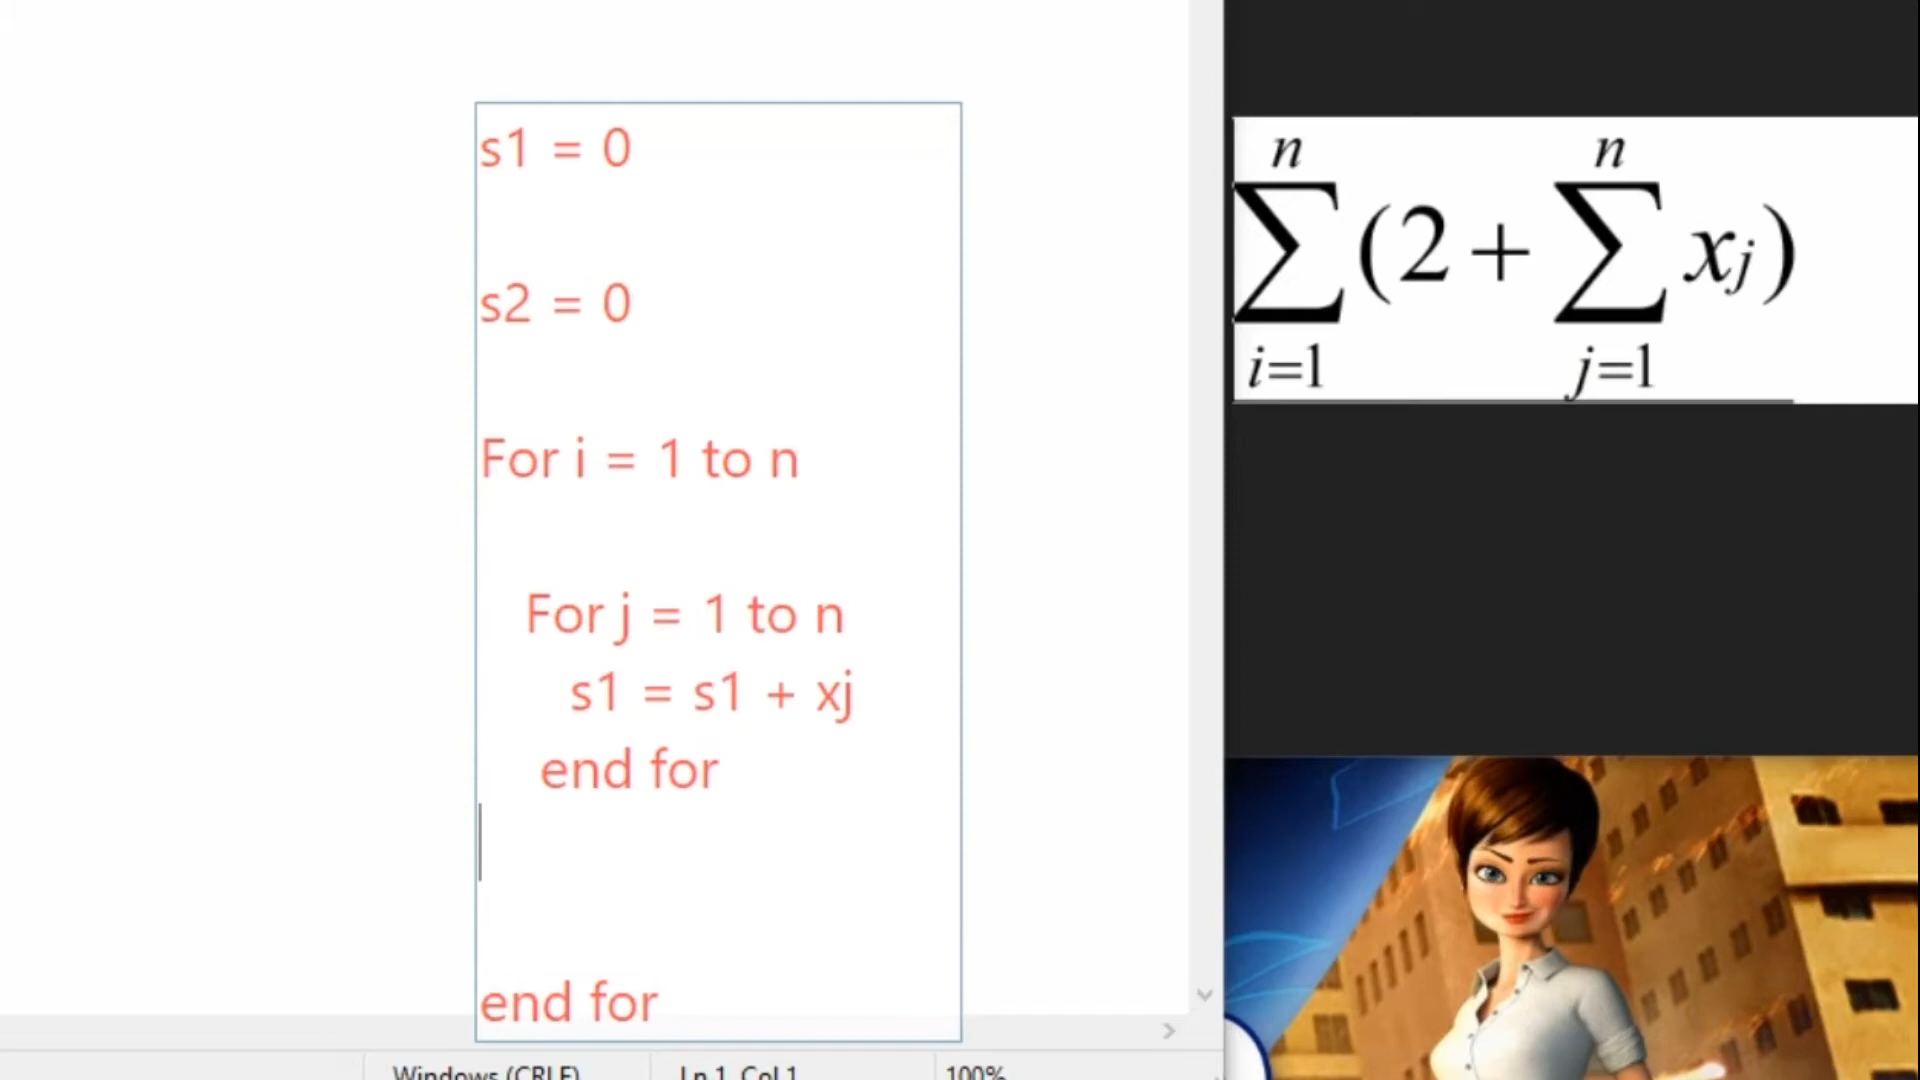 s1 = 0
s2 = 0
For i = 1 to n
For j = 1 to n
s1 = s1 + xj
end for
end for
n n
∑(2+∑xj)
i=1 j=1
Windows (CRLF) Ln 1, Col 1 100%